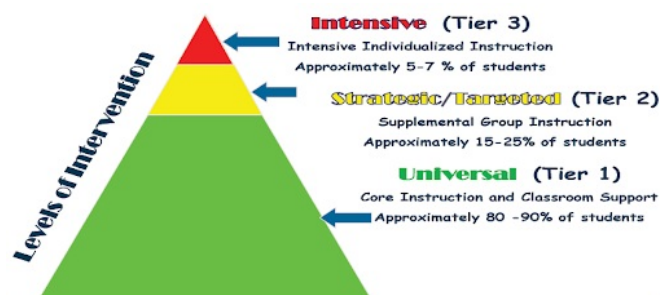 Levels of Intervention
Intensive (Tier 3)
Intensive Individualized Instruction
Approximately 5-7 % of students
Strategic/Targeted (Tier 2)
Supplemental Group Instruction
Approximately 15-25% of students
Universal (Tier 1)
Core Instruction and Classroom Support
Approximately 80 -90% of students